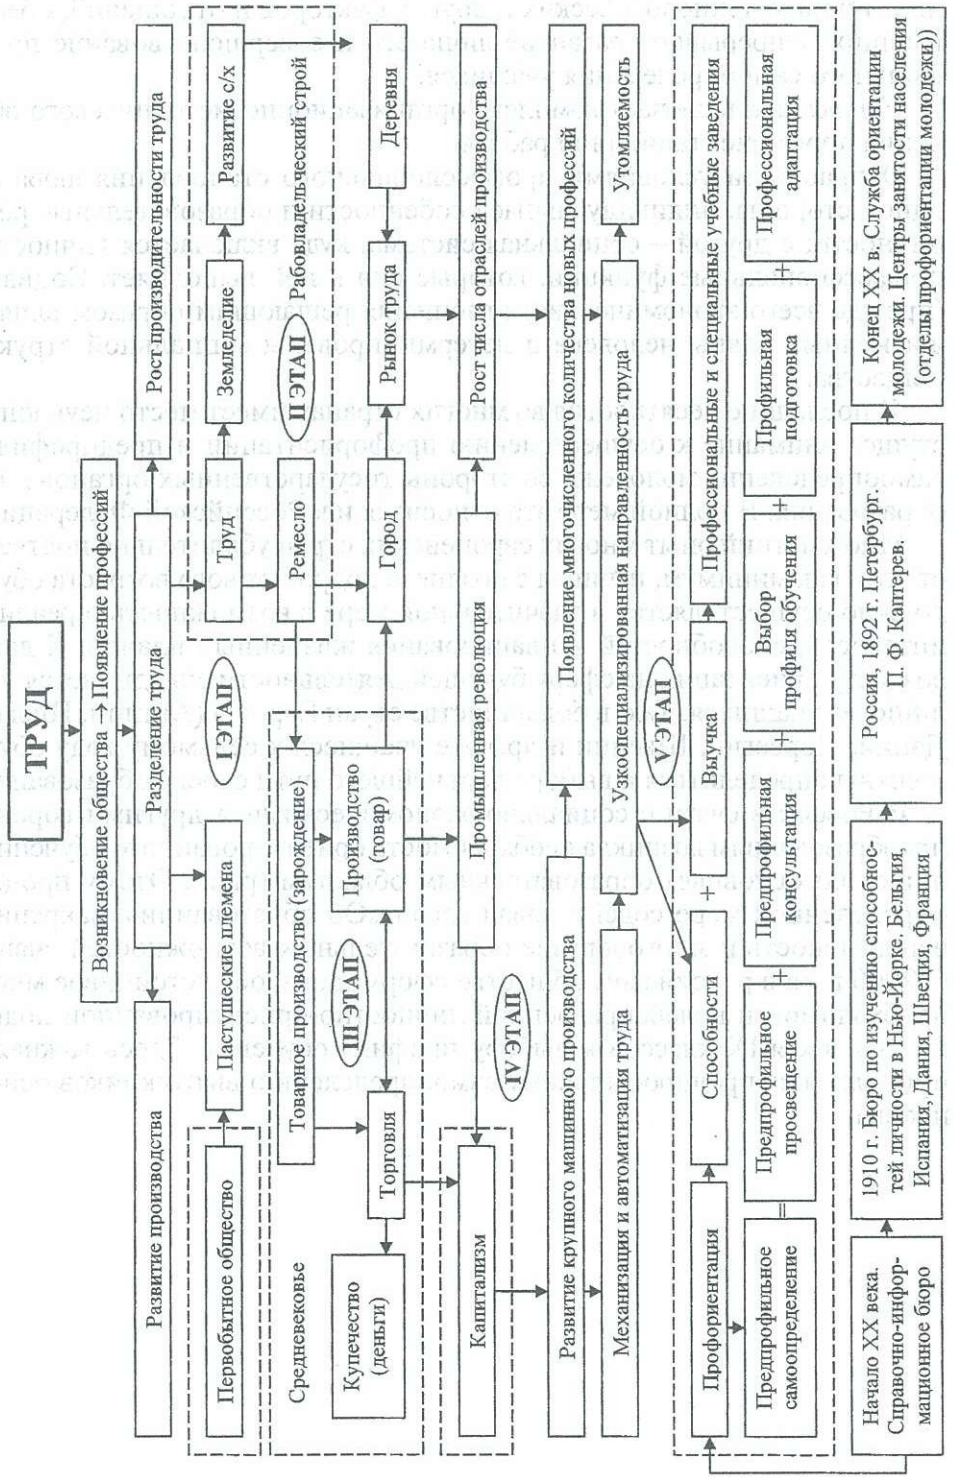 ТРУД
Возникновение общества
Появление профессий
Развитие производства
Разделение труда
Рост производительности труда
Первобытное общество
Пастушеские племена
I ЭТАП
Труд
Земледелие
Развитие с/х
Средневековье
Товарное производство (зарождение)
Ремесло
II ЭТАП
Рабовладельческий строй
Купечество
(деньги)
Торговля
III ЭТАП
Производство
(товар)
Город
Рынок труда
Деревня
Капитализм
IV ЭТАП
Промышленная революция
Рост числа отраслей производства
Развитие крупного машинного производства
Появление многочисленного количества новых профессий
Механизация и автоматизация труда
Узкоспециализированная направленность труда
Утомляемость
V ЭТАП
Профориентация
Способности
+
Выучка
Профессиональные и специальные учебные заведения
Предпрофильное
самоопределение
=
Предпрофильное
просвещение
+
Предпрофильная
консультация
+
Выбор
профиля обучения
+
Профильная
подготовка
+
Профессиональная
адаптация
Начало XX века.
Справочно-инфор-
мационное бюро
1910 г. Бюро по изучению способнос-
тей личности в Нью-Йорке. Бельгия,
Испания, Дания, Швеция, Франция
Россия, 1892 г. Петербург.
П. Ф. Каптерев.
Конец XX в. Служба ориентации
молодежи. Центры занятости населения
(отделы профориентации молодежи))